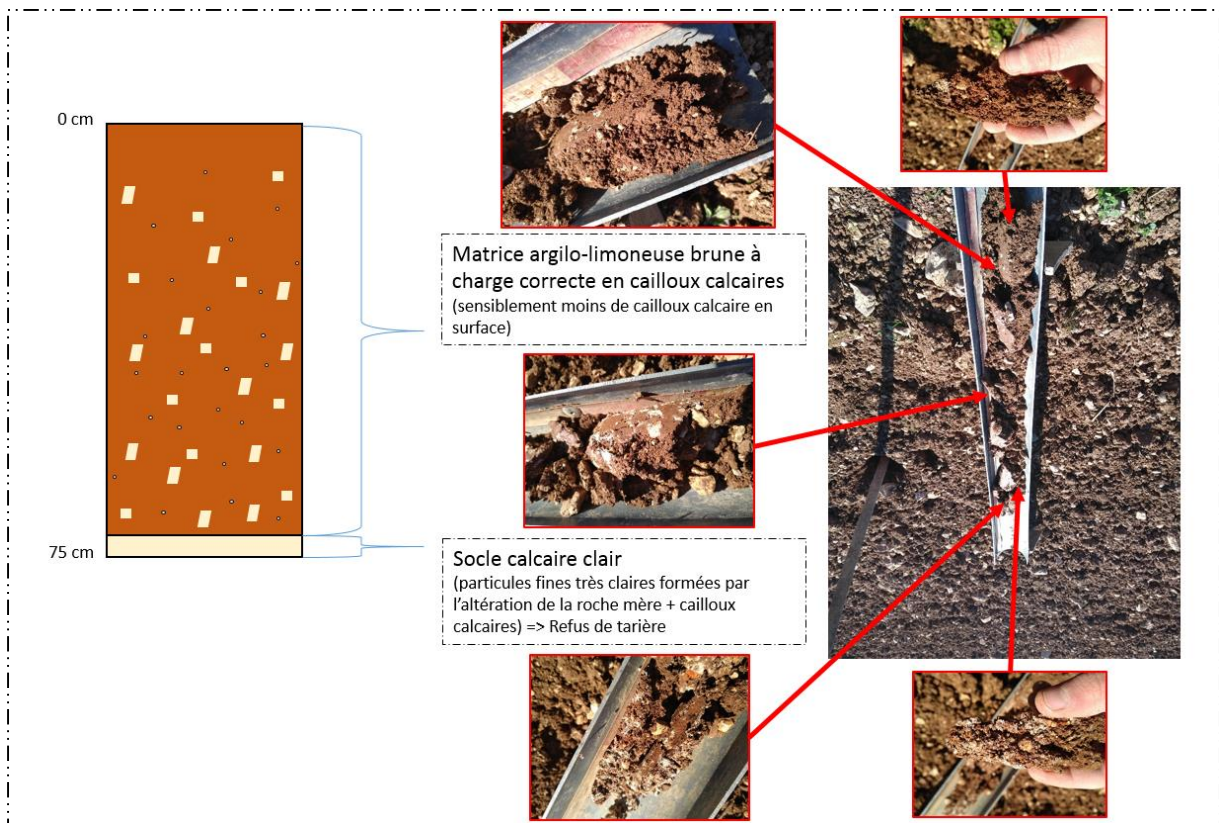 0 cm
Matrice argilo-limoneuse brune à
charge correcte en cailloux calcaires
(sensiblement moins de cailloux calcaire en
surface)
75 cm
Socle calcaire clair
(particules fines très claires formées par
l'altération de la roche mère + cailloux
calcaires) => Refus de tarière